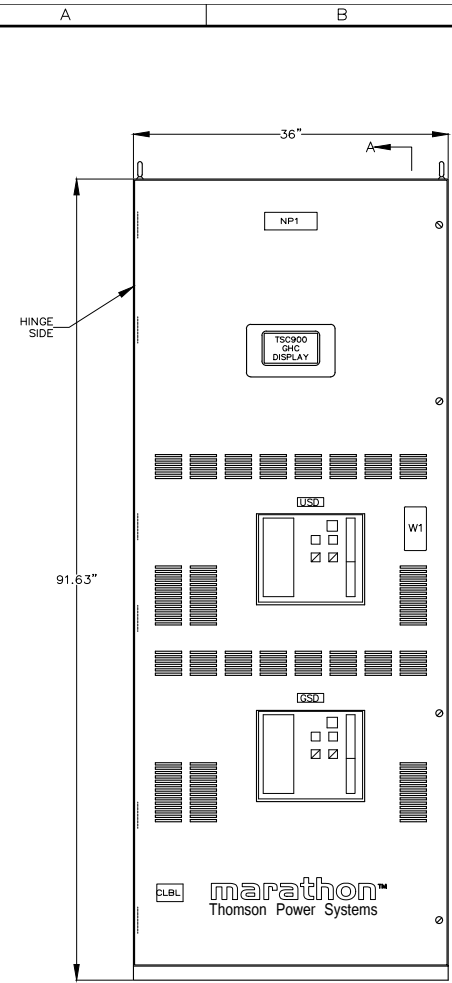 A
B
36"
A
NP1
HINGE
SIDE
TSC900
GHC
DISPLAY
USD
W1
91.63"
GSD
CLBL
marathon™
Thomson Power Systems